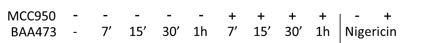 MCC950 - - - - - + + + + - +
BAA473 - 7' 15' 30' 1h 7' 15' 30' 1h Nigericin